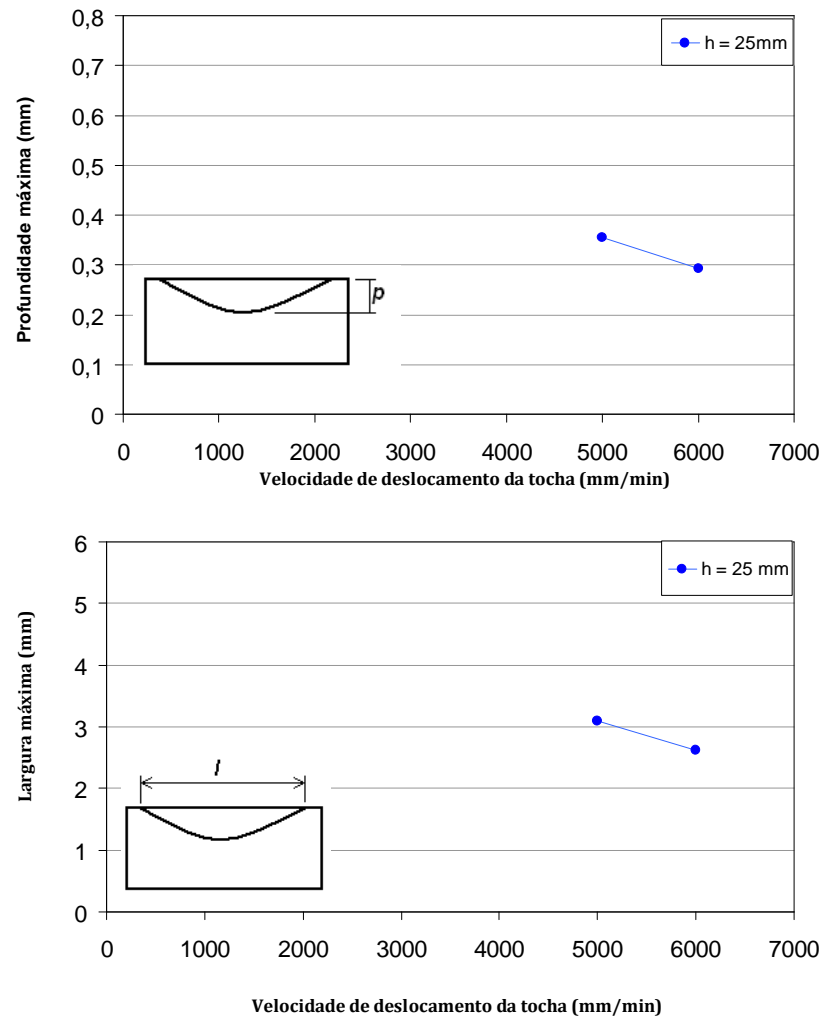 0,8
h = 25mm
0,7
0,6
0,5
0,4
0,3
0,2
0,1
0
Profundidade máxima (mm)
p
0 1000 2000 3000 4000 5000 6000 7000
Velocidade de deslocamento da tocha (mm/min)
6
h = 25 mm
5
4
3
2
1
0
Largura máxima (mm)
l
0 1000 2000 3000 4000 5000 6000 7000
Velocidade de deslocamento da tocha (mm/min)